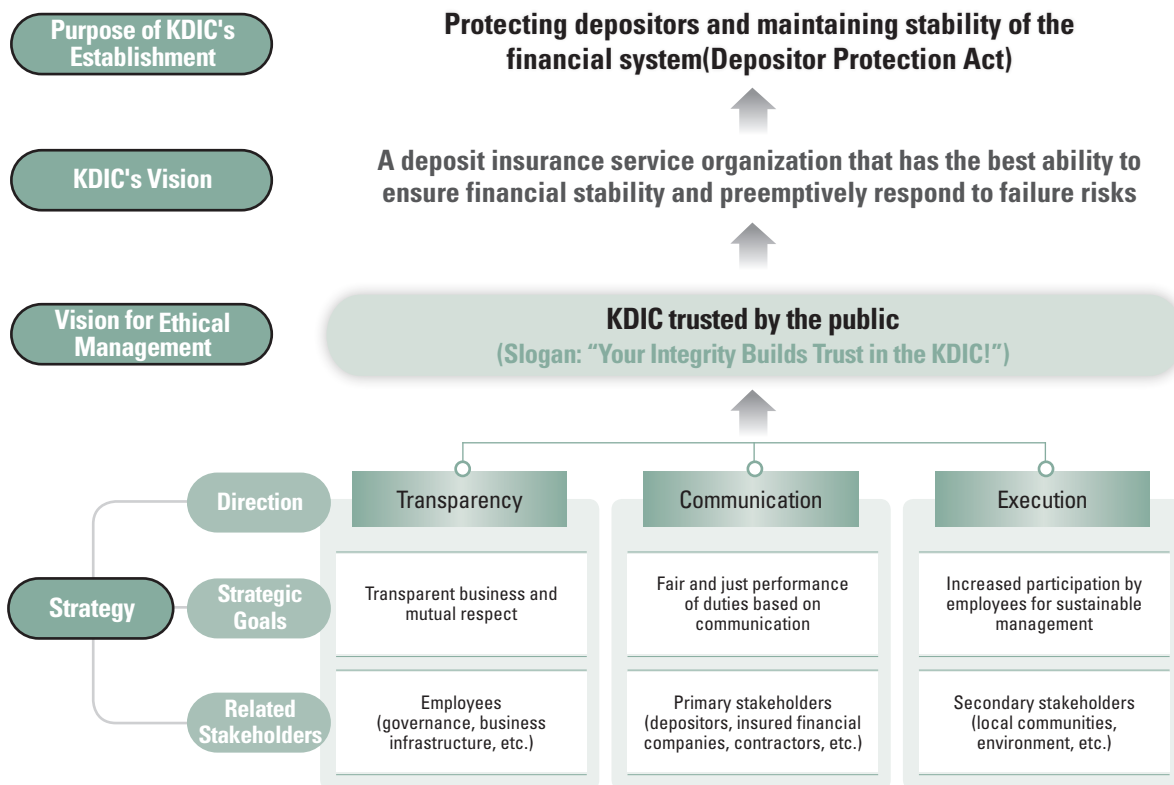 Purpose of KDIC's
Establishment
Protecting depositors and maintaining stability of the
financial system(Depositor Protection Act)
KDIC's Vision
A deposit insurance service organization that has the best ability to
ensure financial stability and preemptively respond to failure risks
Vision for Ethical
Management
KDIC trusted by the public
(Slogan: “Your Integrity Builds Trust in the KDIC!”)
Strategy
Direction
Transparency
Communication
Execution
Strategic
Goals
Transparent business and
mutual respect
Fair and just performance
of duties based on
communication
Increased participation by
employees for sustainable
management
Related
Stakeholders
Employees
(governance, business
infrastructure, etc.)
Primary stakeholders
(depositors, insured financial
companies, contractors, etc.)
Secondary stakeholders
(local communities,
environment, etc.)